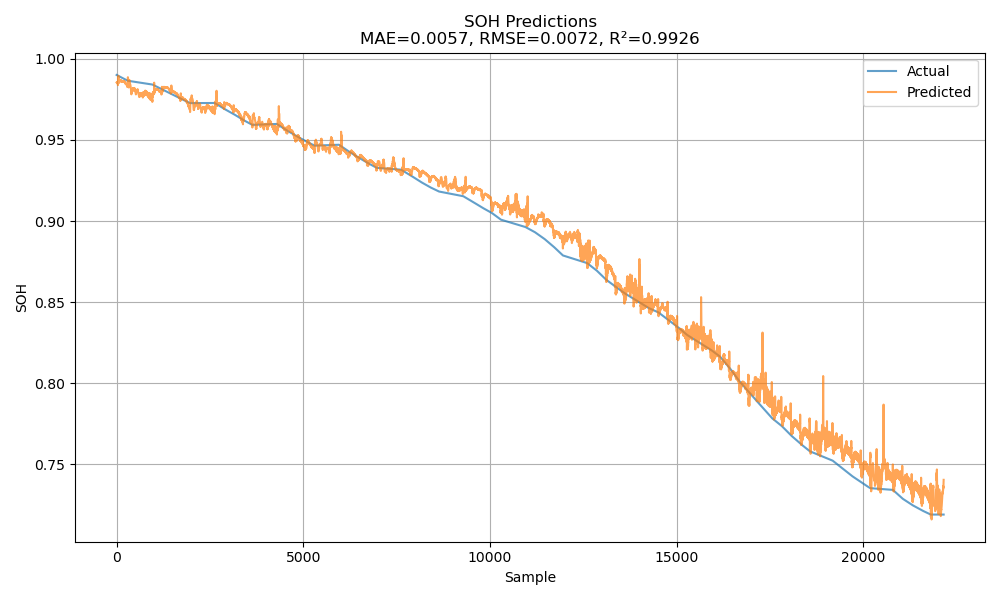 SOH Predictions
MAE=0.0057, RMSE=0.0072, R²=0.9926
Actual
Predicted
1.00
0.95
0.90
0.85
0.80
0.75
SOH
0
5000
10000
15000
20000
Sample